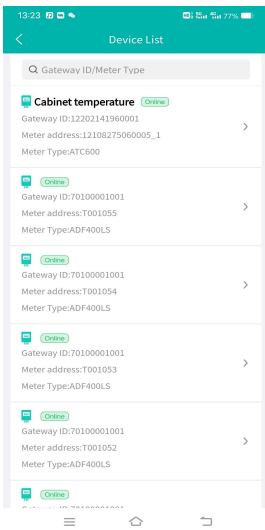 13:23 77%
Device List
Gateway ID/Meter Type
Cabinet temperature Online
Gateway ID:12202141960001
Meter address:12108275060005_1
Meter Type:ATC600
Online
Gateway ID:70100001001
Meter address:T001055
Meter Type:ADF400LS
Online
Gateway ID:70100001001
Meter address:T001054
Meter Type:ADF400LS
Online
Gateway ID:70100001001
Meter address:T001053
Meter Type:ADF400LS
Online
Gateway ID:70100001001
Meter address:T001052
Meter Type:ADF400LS
Online